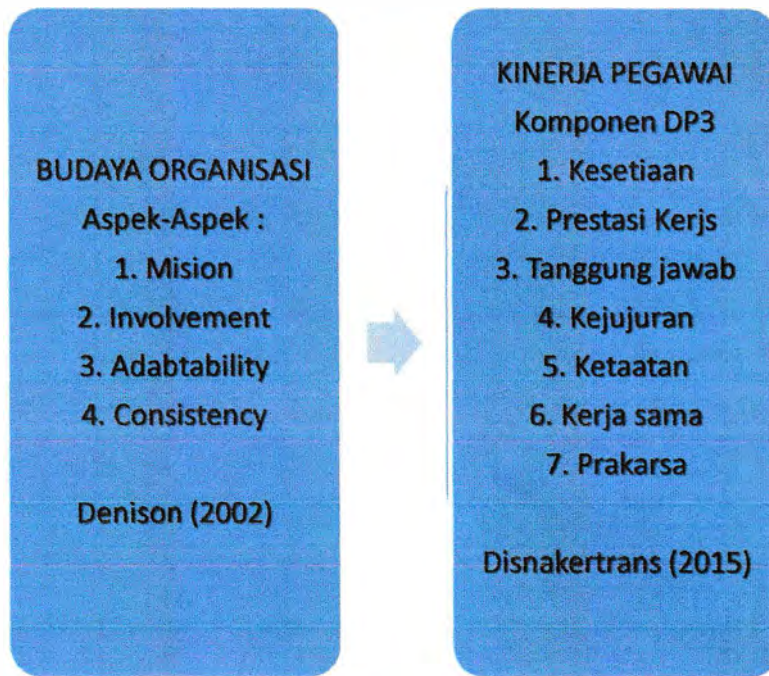 BUDAYA ORGANISASI
Aspek-Aspek :
1. Mision
2. Involvement
3. Adabtability
4. Consistency
Denison (2002)
KINERJA PEGAWAI
Komponen DP3
1. Kesetiaan
2. Prestasi Kerjs
3. Tanggung jawab
4. Kejujuran
5. Ketaatan
6. Kerja sama
7. Prakarsa
Disnakertrans (2015)